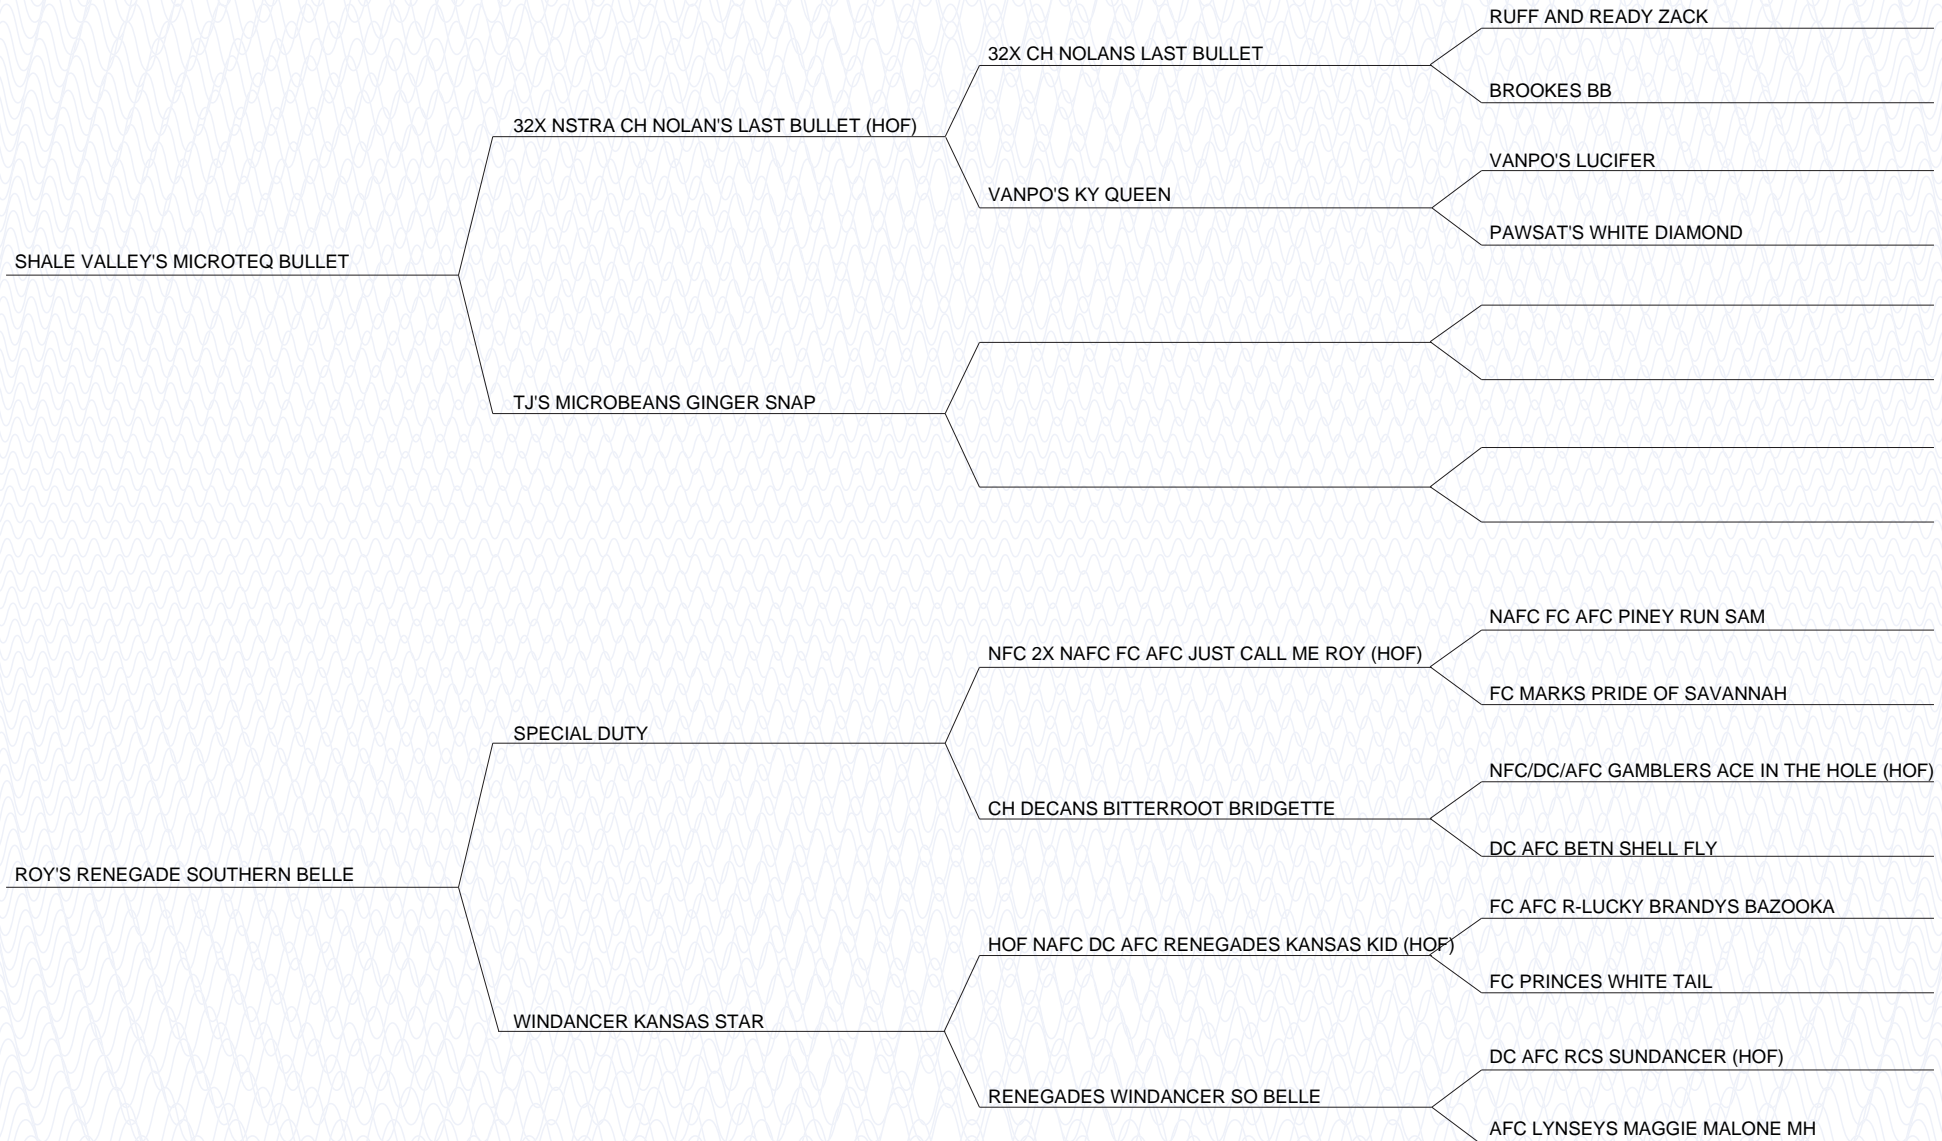 RUFF AND READY ZACK
32X CH NOLANS LAST BULLET
BROOKES BB
32X NSTRA CH NOLAN'S LAST BULLET (HOF)
VANPO'S LUCIFER
VANPO'S KY QUEEN
PAWSAT'S WHITE DIAMOND
SHALE VALLEY'S MICROTEQ BULLET
TJ'S MICROBEANS GINGER SNAP
NAFC FC AFC PINEY RUN SAM
NFC 2X NAFC FC AFC JUST CALL ME ROY (HOF)
FC MARKS PRIDE OF SAVANNAH
SPECIAL DUTY
NFC/DC/AFC GAMBLERS ACE IN THE HOLE (HOF)
CH DECANS BITTERROOT BRIDGETTE
DC AFC BETN SHELL FLY
ROY'S RENEGADE SOUTHERN BELLE
FC AFC R-LUCKY BRANDYS BAZOOKA
HOF NAFC DC AFC RENEGADES KANSAS KID (HOF)
FC PRINCES WHITE TAIL
WINDANCER KANSAS STAR
DC AFC RCS SUNDANCER (HOF)
RENEGADES WINDANCER SO BELLE
AFC LYNSEYS MAGGIE MALONE MH